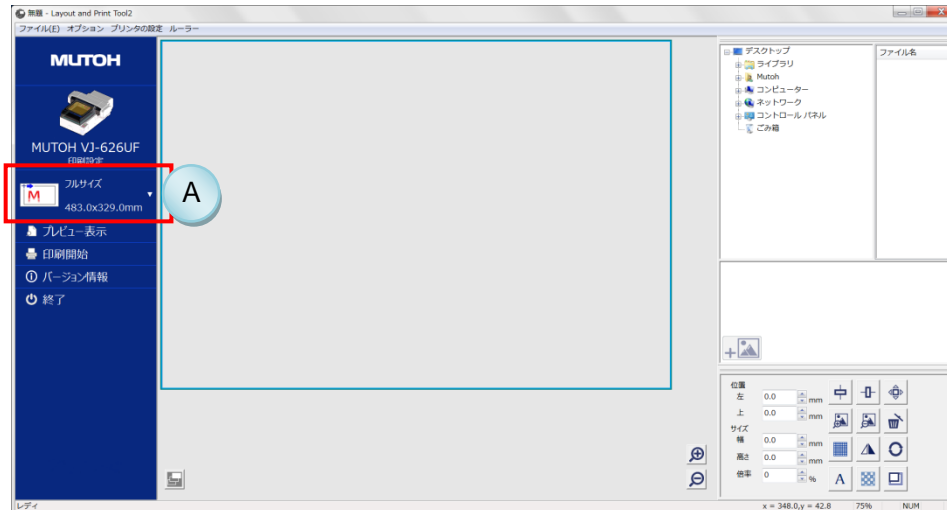 無題 - Layout and Print Tool2
ファイル(F) オプション プリンタの設定 ルーラー
MUTOH
MUTOH VJ-626UF
印刷設定
M
フルサイズ
483.0x329.0mm
A
プレビュー表示
印刷開始
バージョン情報
終了
デスクトップ
ライブラリ
Mutoh
コンピューター
ネットワーク
コントロール パネル
ごみ箱
ファイル名
位置
左 0.0 mm
上 0.0 mm
サイズ
幅 0.0 mm
高さ 0.0 mm
倍率 0 %
A
レディ
x = 348.0,y = 42.8 75% NUM